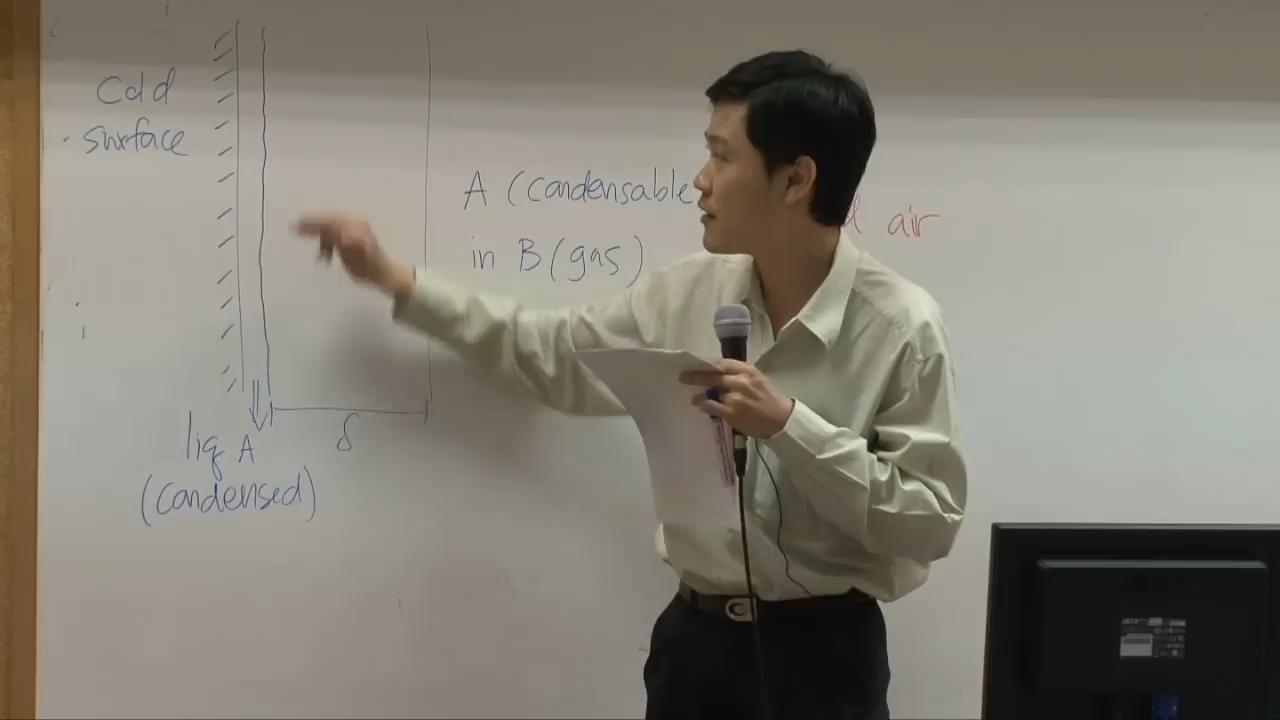 Cold
surface
A (condensable
in B (gas)
air
δ
liq A
(condensed)